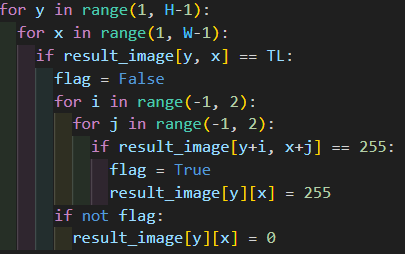 for y in range(1, H-1):
  for x in range(1, W-1):
    if result_image[y, x] == TL:
      flag = False
      for i in range(-1, 2):
        for j in range(-1, 2):
          if result_image[y+i, x+j] == 255:
            flag = True
            result_image[y][x] = 255
      if not flag:
        result_image[y][x] = 0